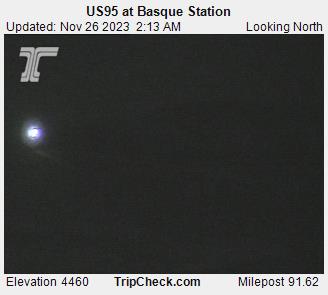 US95 at Basque Station
Updated: Nov 26 2023 2:13 AM Looking North
Elevation 4460 TripCheck.com Milepost 91.62